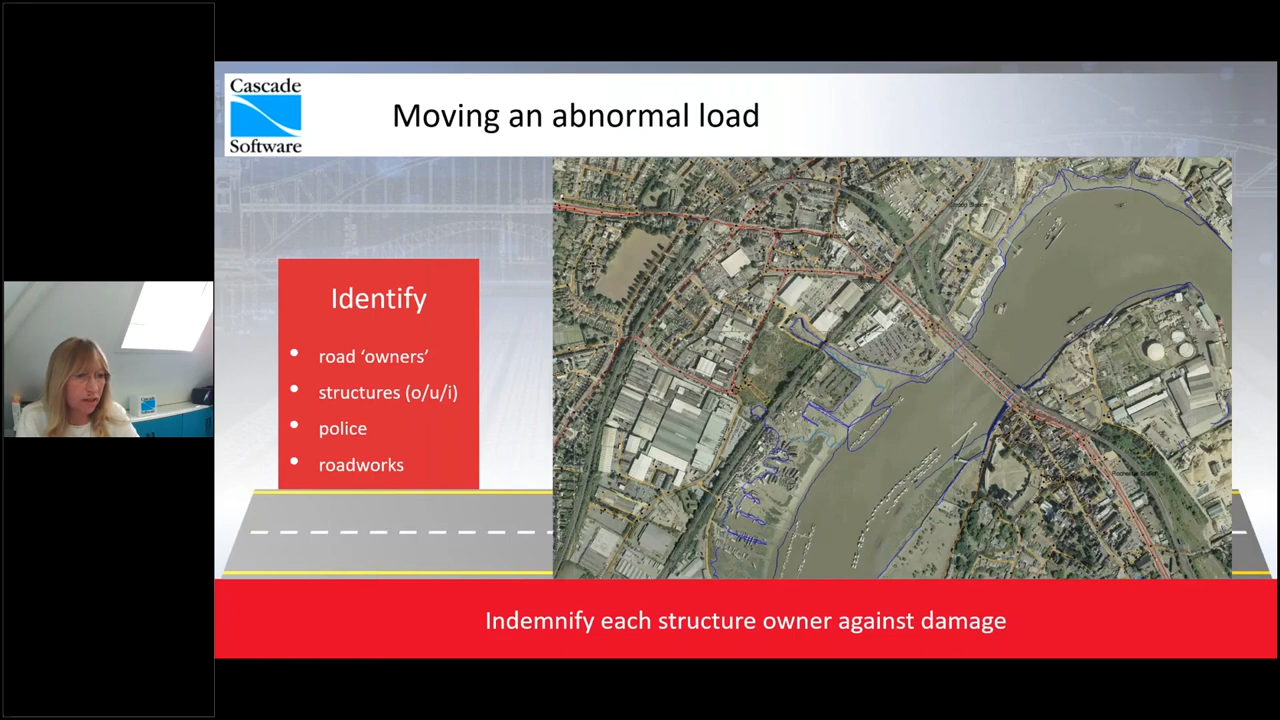 Cascade
Software
Moving an abnormal load
Identify
• road ‘owners’
• structures (o/u/i)
• police
• roadworks
Indemnify each structure owner against damage